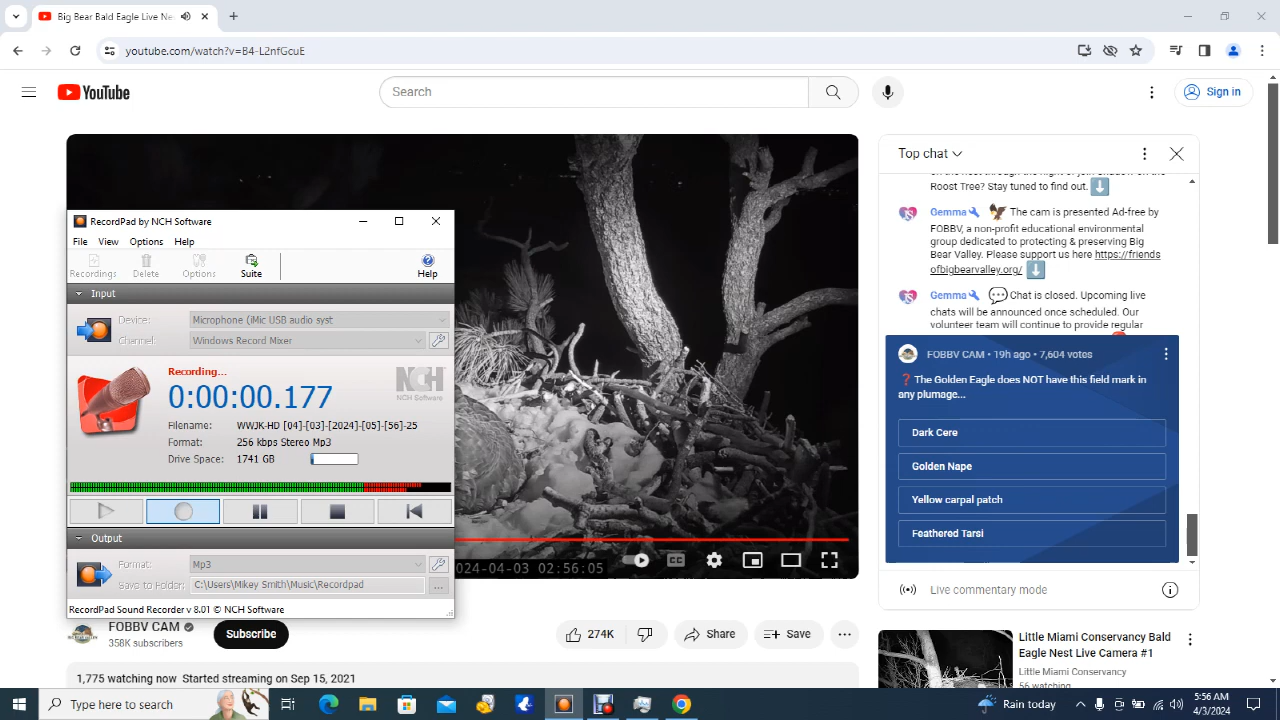 Big Bear Bald Eagle Live Ne
youtube.com/watch?v=B4-L2nfGcuE
YouTube
Search
Sign in
Top chat
Roost Tree? Stay tuned to find out.
Gemma The cam is presented Ad-free by
FOBBV, a non-profit educational environmental
group dedicated to protecting & preserving Big
Bear Valley. Please support us here https://friends
ofbigbearvalley.org/
Gemma Chat is closed. Upcoming live
chats will be announced once scheduled. Our
volunteer team will continue to provide regular
FOBBV CAM • 19h ago • 7,604 votes
❓The Golden Eagle does NOT have this field mark in
any plumage...
Dark Cere
Golden Nape
Yellow carpal patch
Feathered Tarsi
Live commentary mode
RecordPad by NCH Software
File View Options Help
Recordings Delete Options Suite Help
Input
Device: Microphone (iMic USB audio syst
Channel: Windows Record Mixer
Recording...
0:00:00.177
NCH
NCH Software
Filename: WWJK-HD [04]-[03]-[2024]-[05]-[56]-25
Format: 256 kbps Stereo Mp3
Drive Space: 1741 GB
Output
Format: Mp3
Save to Folder: C:\Users\Mikey Smith\Music\Recordpad
...
RecordPad Sound Recorder v 8.01 © NCH Software
024-04-03 02:56:05
CC
FOBBV CAM
358K subscribers
Subscribe
274K
Share
Save
1,775 watching now Started streaming on Sep 15, 2021
Little Miami Conservancy Bald
Eagle Nest Live Camera #1
Little Miami Conservancy
56 watching
Type here to search
Rain today
5:56 AM
4/3/2024